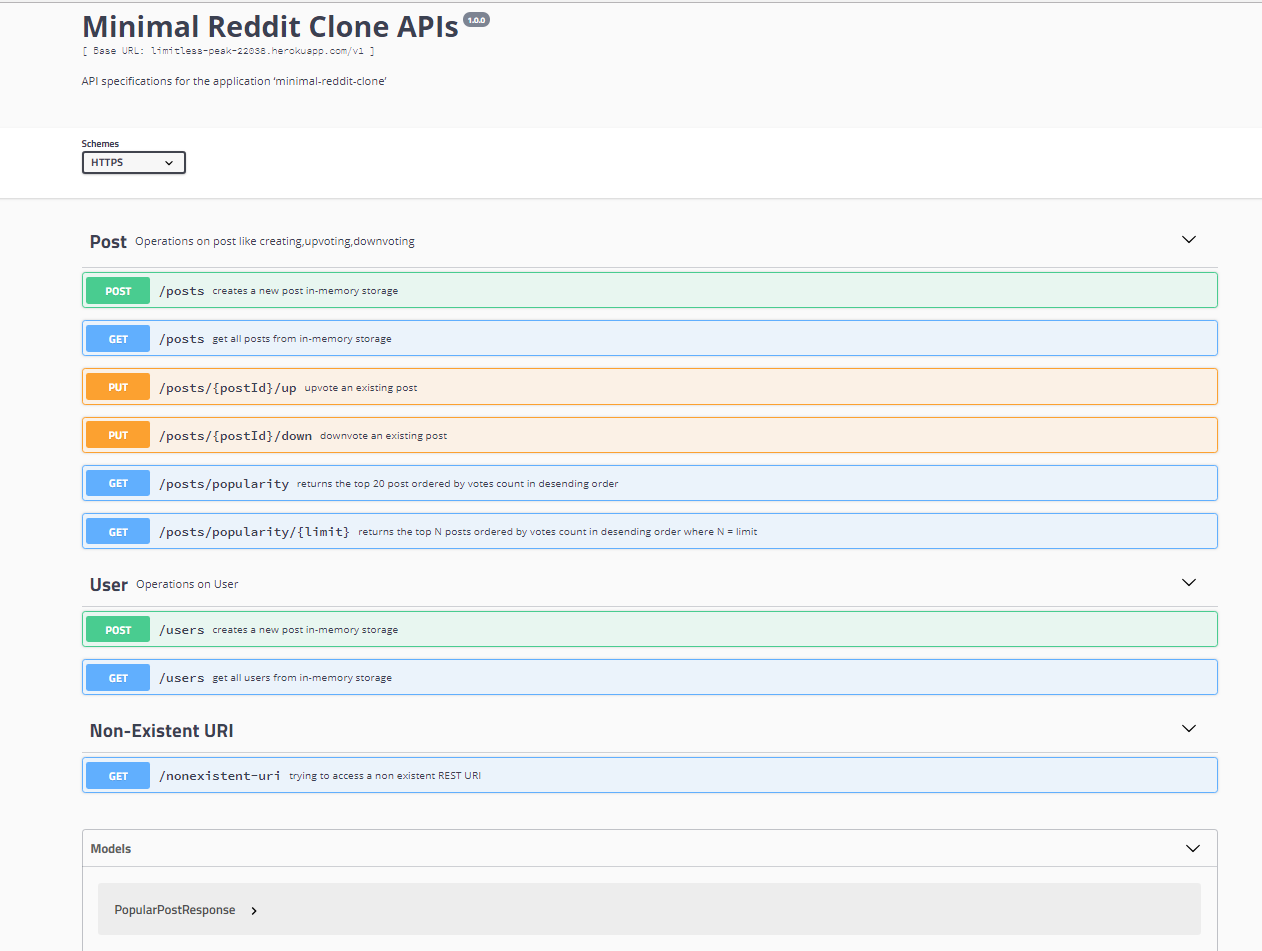 Minimal Reddit Clone APIs 1.0.0
[ Base URL: limitless-peak-22038.herokuapp.com/v1 ]
API specifications for the application 'minimal-reddit-clone'
Schemes
HTTPS
Post Operations on post like creating,upvoting,downvoting
POST /posts creates a new post in-memory storage
GET /posts get all posts from in-memory storage
PUT /posts/{postId}/up upvote an existing post
PUT /posts/{postId}/down downvote an existing post
GET /posts/popularity returns the top 20 post ordered by votes count in desending order
GET /posts/popularity/{limit} returns the top N posts ordered by votes count in desending order where N = limit
User Operations on User
POST /users creates a new post in-memory storage
GET /users get all users from in-memory storage
Non-Existent URI
GET /nonexistent-uri trying to access a non existent REST URI
Models
PopularPostResponse